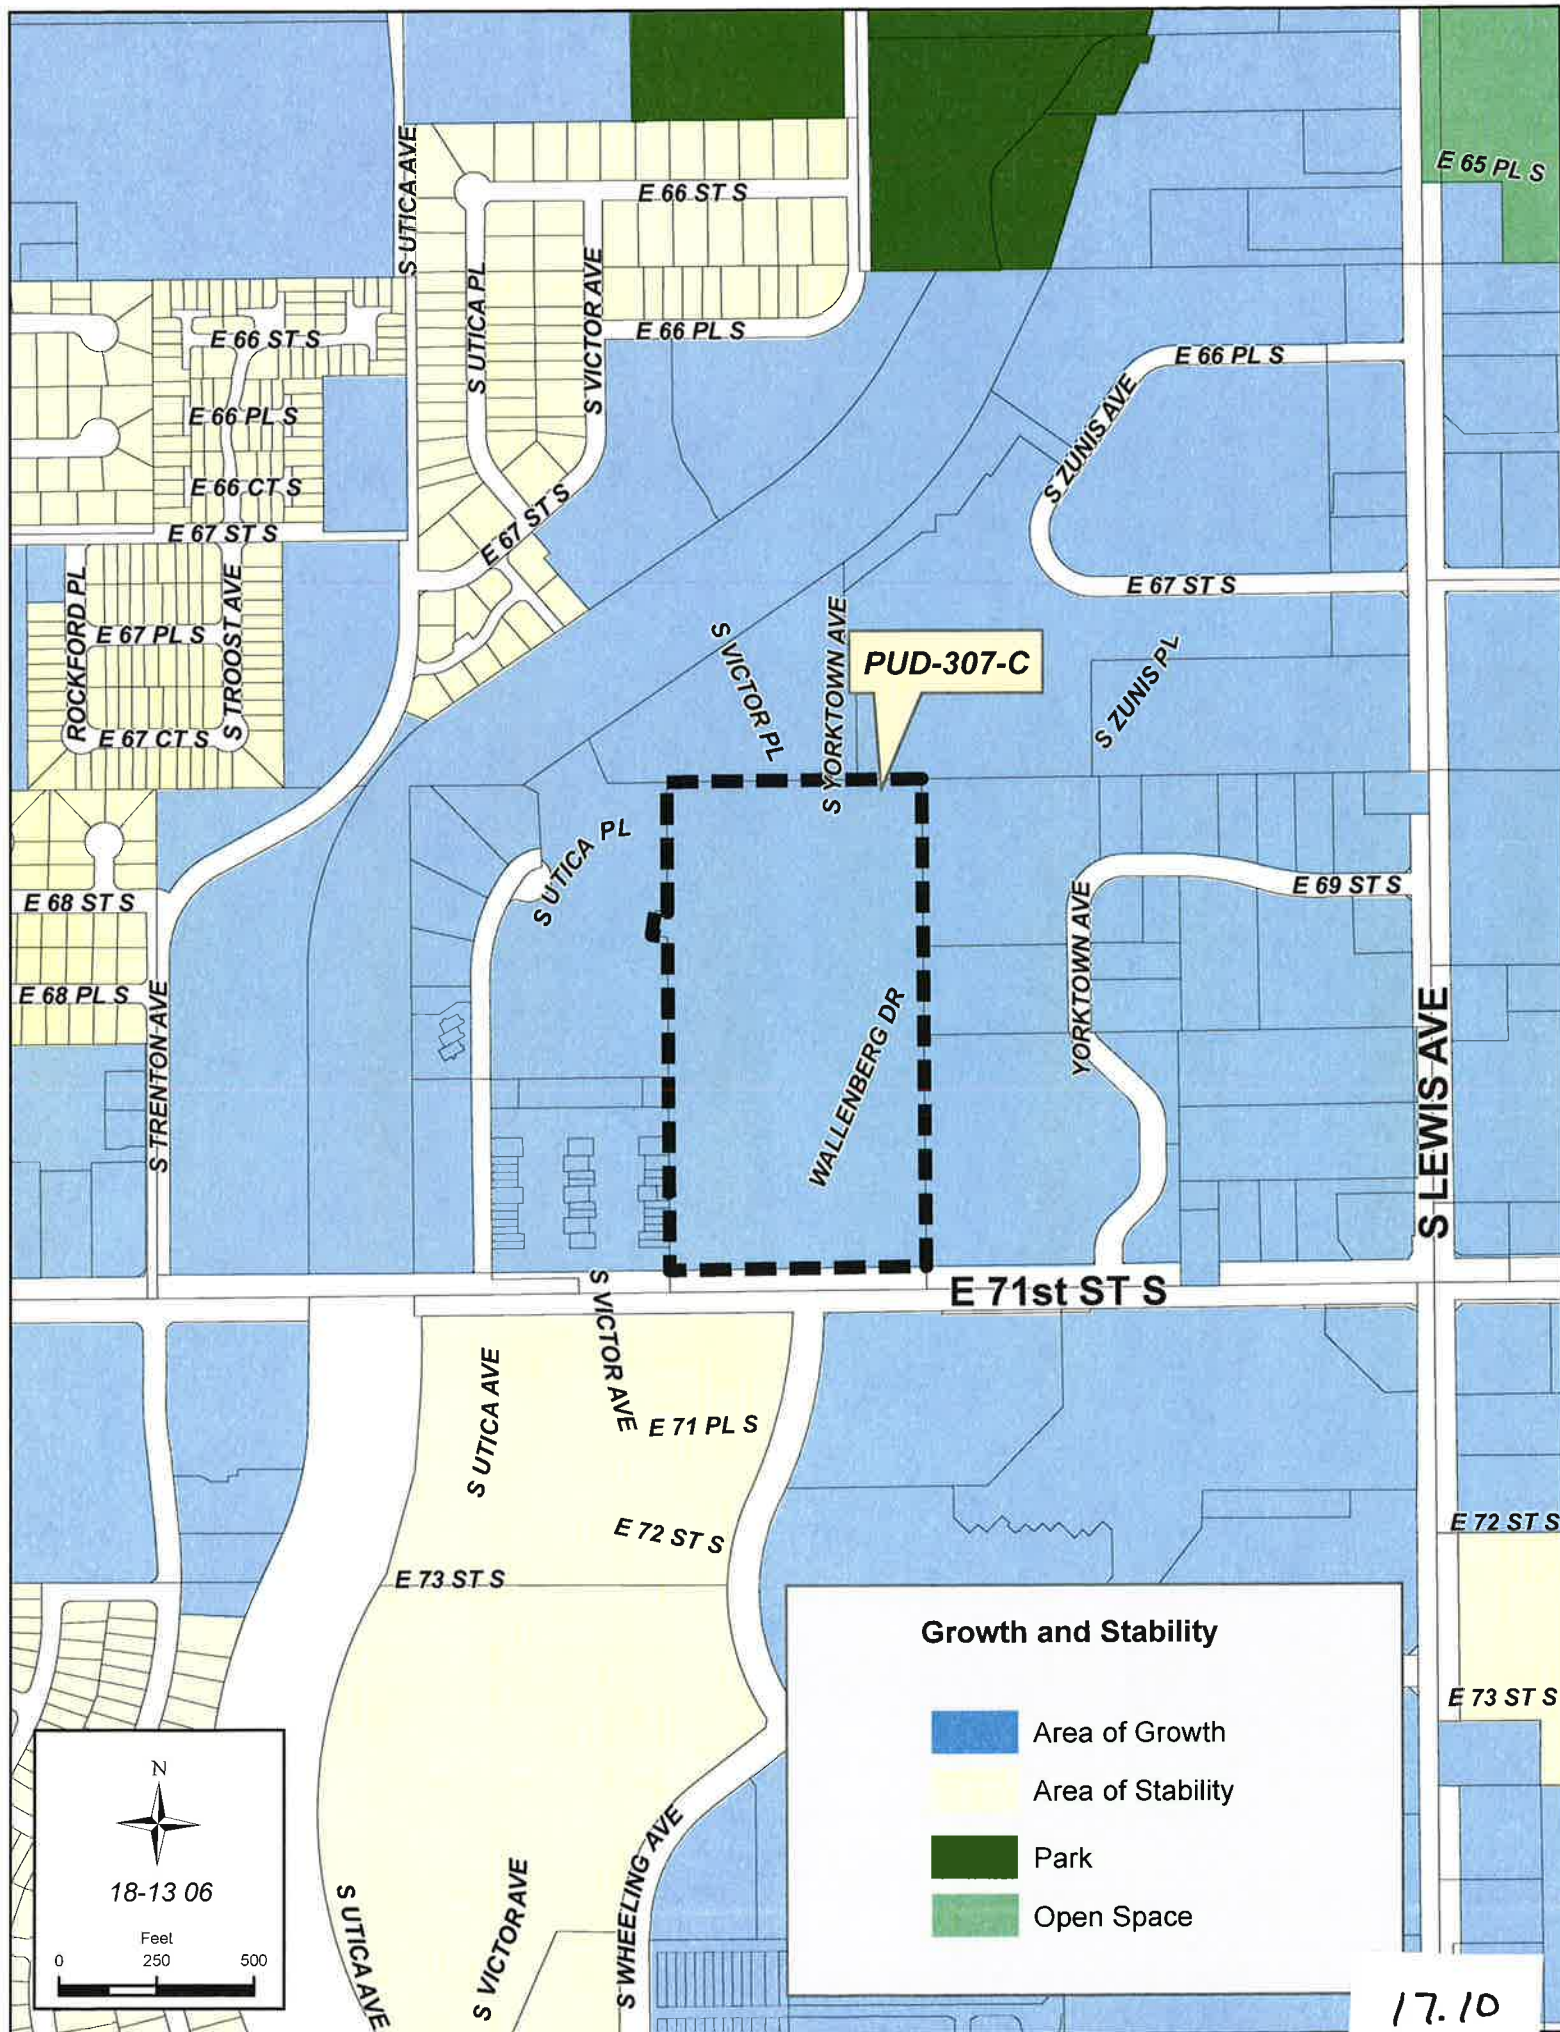 S UTICA AVE
E 65 PL S
E 66 ST S
S UTICA PL
S VICTOR AVE
E 66 PL S
E 66 ST S
E 66 PL S
S ZUNIS AVE
E 66 PL S
E 66 CT S
E 67 ST S
E 67 ST S
E 67 ST S
ROCKFORD PL
E 67 PL S
S TROOST AVE
E 67 CT S
S VICTOR PL
S YORKTOWN AVE
PUD-307-C
S ZUNIS PL
S UTICA PL
E 68 ST S
E 69 ST S
YORKTOWN AVE
E 68 PL S
S TRENTON AVE
WALLENBERG DR
S LEWIS AVE
E 71st ST S
S VICTOR AVE
S UTICA AVE
E 71 PL S
E 72 ST S
E 72 ST S
E 73 ST S
Growth and Stability
Area of Growth
Area of Stability
Park
Open Space
E 73 ST S
N
18-13 06
Feet
0 250 500
S UTICA AVE
S VICTOR AVE
S WHEELING AVE
17.10